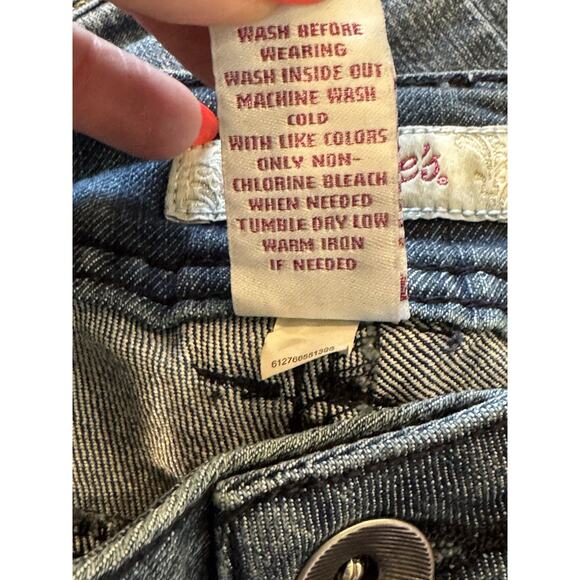 WASH BEFORE
WEARING
WASH INSIDE OUT
MACHINE WASH
COLD
WITH LIKE COLORS
ONLY NON-
CHLORINE BLEACH
WHEN NEEDED
TUMBLE DRY LOW
WARM IRON
IF NEEDED
e's®
612766551395